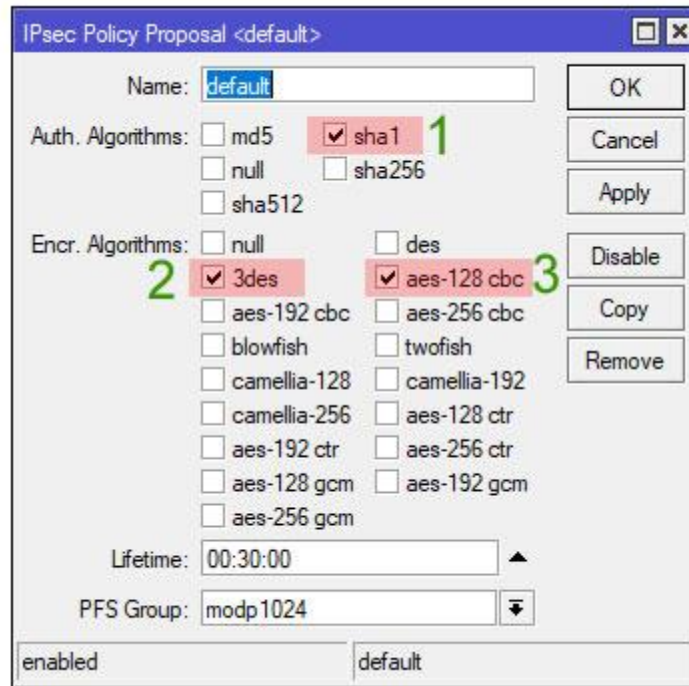 IPsec Policy Proposal <default>
Name: default
OK
Auth. Algorithms: md5 sha1 1
Cancel
null sha256
sha512
Apply
Encr. Algorithms: null des
Disable
2 3des aes-128 cbc 3
aes-192 cbc aes-256 cbc
Copy
blowfish twofish
Remove
camellia-128 camellia-192
camellia-256 aes-128 ctr
aes-192 ctr aes-256 ctr
aes-128 gcm aes-192 gcm
aes-256 gcm
Lifetime: 00:30:00
PFS Group: modp1024
enabled default